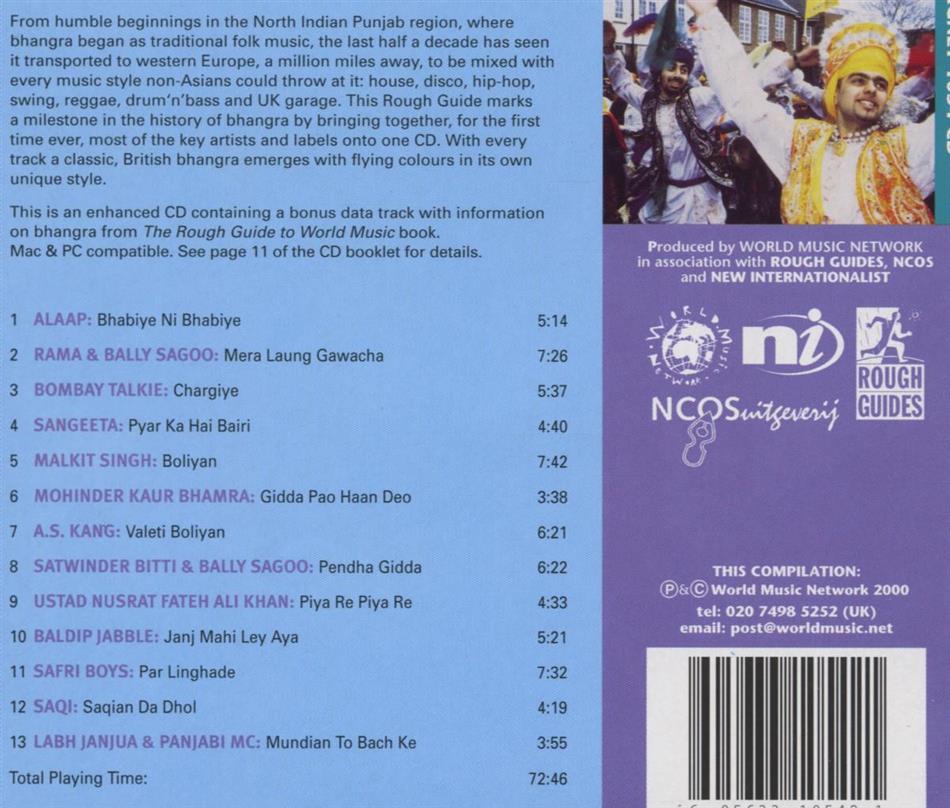 From humble beginnings in the North Indian Punjab region, where
bhangra began as traditional folk music, the last half a decade has seen
it transported to western Europe, a million miles away, to be mixed with
every music style non-Asians could throw at it: house, disco, hip-hop,
swing, reggae, drum'n'bass and UK garage. This Rough Guide marks
a milestone in the history of bhangra by bringing together, for the first
time ever, most of the key artists and labels onto one CD. With every
track a classic, British bhangra emerges with flying colours in its own
unique style.
This is an enhanced CD containing a bonus data track with information
on bhangra from The Rough Guide to World Music book.
Mac & PC compatible. See page 11 of the CD booklet for details.
1 ALAAP: Bhabiye Ni Bhabiye 5:14
2 RAMA & BALLY SAGOO: Mera Laung Gawacha 7:26
3 BOMBAY TALKIE: Chargiye 5:37
4 SANGEETA: Pyar Ka Hai Bairi 4:40
5 MALKIT SINGH: Boliyan 7:42
6 MOHINDER KAUR BHAMRA: Gidda Pao Haan Deo 3:38
7 A.S. KANG: Valeti Boliyan 6:21
8 SATWINDER BITTI & BALLY SAGOO: Pendha Gidda 6:22
9 USTAD NUSRAT FATEH ALI KHAN: Piya Re Piya Re 4:33
10 BALDIP JABBLE: Janj Mahi Ley Aya 5:21
11 SAFRI BOYS: Par Linghade 7:32
12 SAQI: Saqian Da Dhol 4:19
13 LABH JANJUA & PANJABI MC: Mundian To Bach Ke 3:55
Total Playing Time: 72:46
Produced by WORLD MUSIC NETWORK
in association with ROUGH GUIDES, NCOS
and NEW INTERNATIONALIST
WORLD MUSIC NETWORK
ni
ROUGH
GUIDES
NCOS uitgeverij
THIS COMPILATION:
Ⓟ&© World Music Network 2000
tel: 020 7498 5252 (UK)
email: post@worldmusic.net